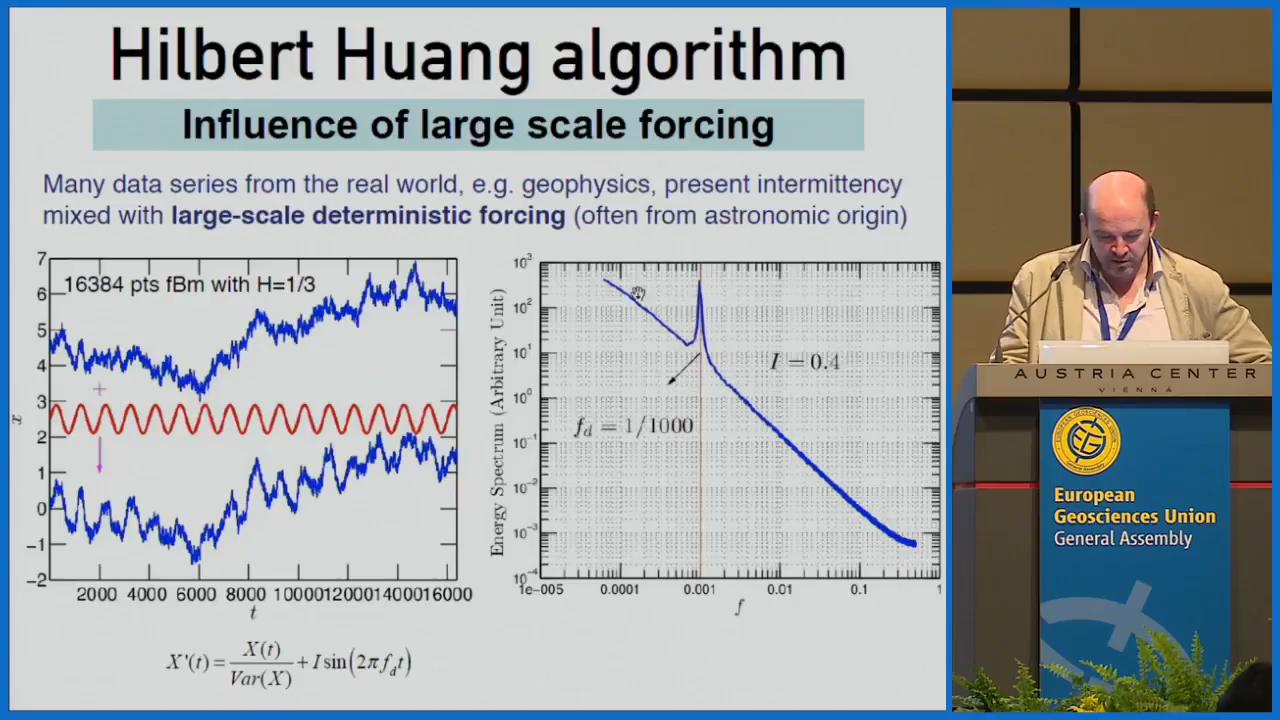 Hilbert Huang algorithm
Influence of large scale forcing
Many data series from the real world, e.g. geophysics, present intermittency
mixed with large-scale deterministic forcing (often from astronomic origin)
16384 pts fBm with H=1/3
7
6
5
4
3
2
1
0
−1
−2
x
2000 4000 6000 8000 10000 12000 14000 16000
t
X'(t) = X(t) / Var(X) + I sin(2π f_d t)
Energy Spectrum (Arbitrary Unit)
10^3
10^2
10^1
10^0
10^-1
10^-2
10^-3
10^-4
I = 0.4
f_d = 1/1000
1e-005 0.0001 0.001 0.01 0.1 1
f
AUSTRIA CENTER
VIENNA
European
Geosciences Union
General Assembly